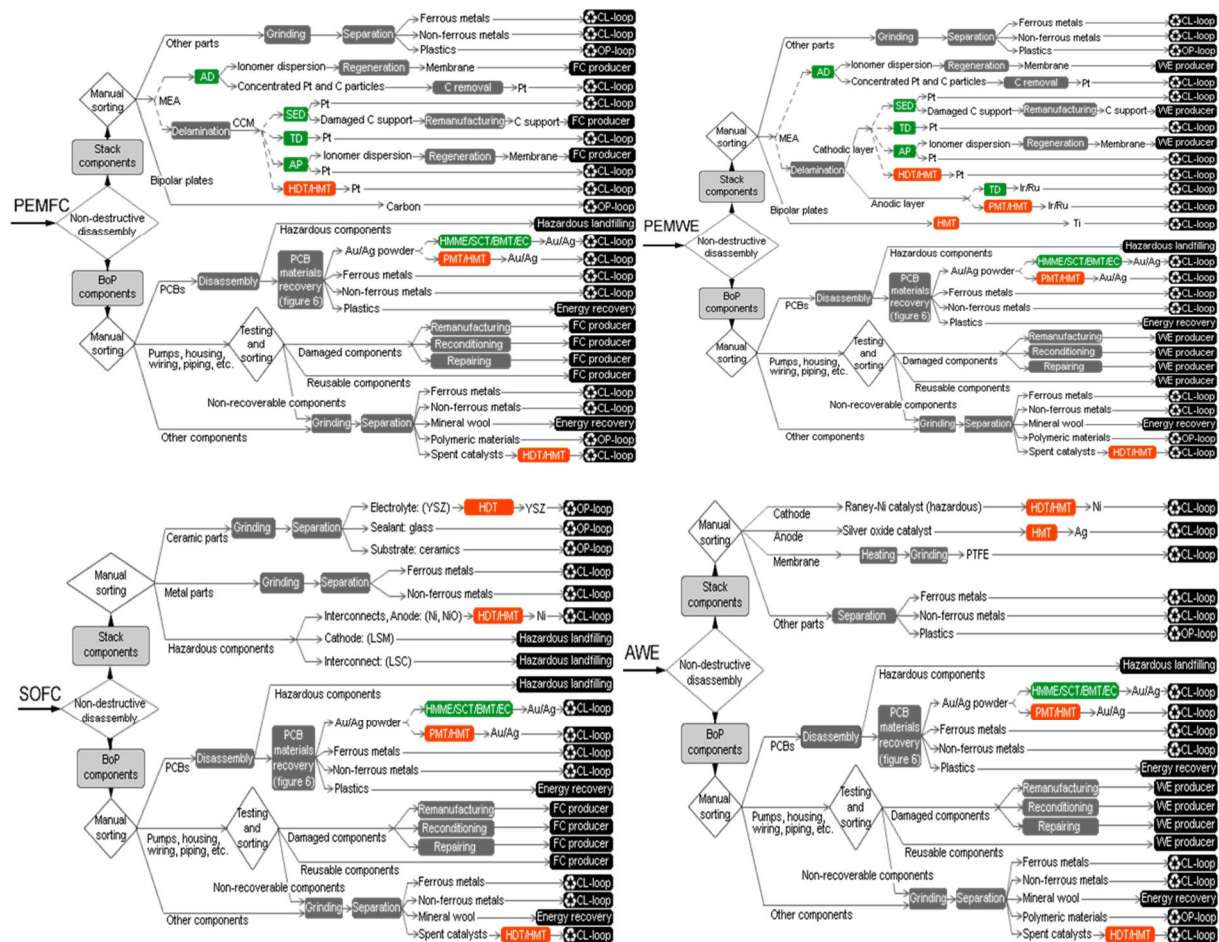 PEMFC
Non-destructive
disassembly
Stack
components
Manual
sorting
Other parts
Grinding
Separation
Ferrous metals
CL-loop
Non-ferrous metals
CL-loop
Plastics
OP-loop
MEA
AD
Ionomer dispersion
Regeneration
Membrane
FC producer
Concentrated Pt and C particles
C removal
Pt
CL-loop
Delamination
CCM
SED
Pt
CL-loop
Damaged C support
Remanufacturing
C support
FC producer
TD
Pt
CL-loop
AP
Ionomer dispersion
Regeneration
Membrane
FC producer
Pt
CL-loop
HDT/HMT
Pt
CL-loop
Bipolar plates
Carbon
OP-loop
BoP
components
Manual
sorting
PCBs
Disassembly
Hazardous components
Hazardous landfilling
PCB
materials
recovery
(figure 6)
Au/Ag powder
HMME/SCT/BMT/EC
Au/Ag
CL-loop
PMT/HMT
Au/Ag
CL-loop
Ferrous metals
CL-loop
Non-ferrous metals
CL-loop
Plastics
Energy recovery
Pumps, housing,
wiring, piping, etc.
Testing
and
sorting
Damaged components
Remanufacturing
FC producer
Reconditioning
FC producer
Repairing
FC producer
Reusable components
FC producer
Non-recoverable components
Other components
Grinding
Separation
Ferrous metals
CL-loop
Non-ferrous metals
CL-loop
Mineral wool
Energy recovery
Polymeric materials
OP-loop
Spent catalysts
HDT/HMT
CL-loop
PEMWE
Non-destructive
disassembly
Stack
components
Manual
sorting
Other parts
Grinding
Separation
Ferrous metals
CL-loop
Non-ferrous metals
CL-loop
Plastics
OP-loop
MEA
AD
Ionomer dispersion
Regeneration
Membrane
WE producer
Concentrated Pt and C particles
C removal
Pt
CL-loop
Delamination
Cathodic layer
SED
Pt
CL-loop
Damaged C support
Remanufacturing
C support
WE producer
TD
Pt
CL-loop
AP
Ionomer dispersion
Regeneration
Membrane
WE producer
Pt
CL-loop
HDT/HMT
Pt
CL-loop
Anodic layer
TD
Ir/Ru
CL-loop
PMT/HMT
Ir/Ru
CL-loop
Bipolar plates
HMT
Ti
CL-loop
BoP
components
Manual
sorting
PCBs
Disassembly
Hazardous components
Hazardous landfilling
PCB
materials
recovery
(figure 6)
Au/Ag powder
HMME/SCT/BMT/EC
Au/Ag
CL-loop
PMT/HMT
Au/Ag
CL-loop
Ferrous metals
CL-loop
Non-ferrous metals
CL-loop
Plastics
Energy recovery
Pumps, housing,
wiring, piping, etc.
Testing
and
sorting
Damaged components
Remanufacturing
WE producer
Reconditioning
WE producer
Repairing
WE producer
Reusable components
WE producer
Non-recoverable components
Other components
Grinding
Separation
Ferrous metals
CL-loop
Non-ferrous metals
CL-loop
Mineral wool
Energy recovery
Polymeric materials
OP-loop
Spent catalysts
HDT/HMT
CL-loop
SOFC
Non-destructive
disassembly
Stack
components
Manual
sorting
Ceramic parts
Grinding
Separation
Electrolyte: (YSZ)
HDT
YSZ
OP-loop
Sealant: glass
OP-loop
Substrate: ceramics
OP-loop
Metal parts
Grinding
Separation
Ferrous metals
CL-loop
Non-ferrous metals
CL-loop
Hazardous components
Interconnects, Anode: (Ni, NiO)
HDT/HMT
Ni
CL-loop
Cathode: (LSM)
Hazardous landfilling
Interconnect: (LSC)
Hazardous landfilling
BoP
components
Manual
sorting
PCBs
Disassembly
Hazardous components
Hazardous landfilling
PCB
materials
recovery
(figure 6)
Au/Ag powder
HMME/SCT/BMT/EC
Au/Ag
CL-loop
PMT/HMT
Au/Ag
CL-loop
Ferrous metals
CL-loop
Non-ferrous metals
CL-loop
Plastics
Energy recovery
Pumps, housing,
wiring, piping, etc.
Testing
and
sorting
Damaged components
Remanufacturing
FC producer
Reconditioning
FC producer
Repairing
FC producer
Reusable components
FC producer
Non-recoverable components
Other components
Grinding
Separation
Ferrous metals
CL-loop
Non-ferrous metals
CL-loop
Mineral wool
Energy recovery
Spent catalysts
HDT/HMT
CL-loop
AWE
Non-destructive
disassembly
Stack
components
Manual
sorting
Cathode
Raney-Ni catalyst (hazardous)
HDT/HMT
Ni
CL-loop
Anode
Silver oxide catalyst
HMT
Ag
CL-loop
Membrane
Heating
Grinding
PTFE
CL-loop
Other parts
Separation
Ferrous metals
CL-loop
Non-ferrous metals
CL-loop
Plastics
OP-loop
BoP
components
Manual
sorting
PCBs
Disassembly
Hazardous components
Hazardous landfilling
PCB
materials
recovery
(figure 6)
Au/Ag powder
HMME/SCT/BMT/EC
Au/Ag
CL-loop
PMT/HMT
Au/Ag
CL-loop
Ferrous metals
CL-loop
Non-ferrous metals
CL-loop
Plastics
Energy recovery
Pumps, housing,
wiring, piping, etc.
Testing
and
sorting
Damaged components
Remanufacturing
WE producer
Reconditioning
WE producer
Repairing
WE producer
Reusable components
WE producer
Non-recoverable components
Other components
Grinding
Separation
Ferrous metals
CL-loop
Non-ferrous metals
CL-loop
Mineral wool
Energy recovery
Polymeric materials
OP-loop
Spent catalysts
HDT/HMT
CL-loop